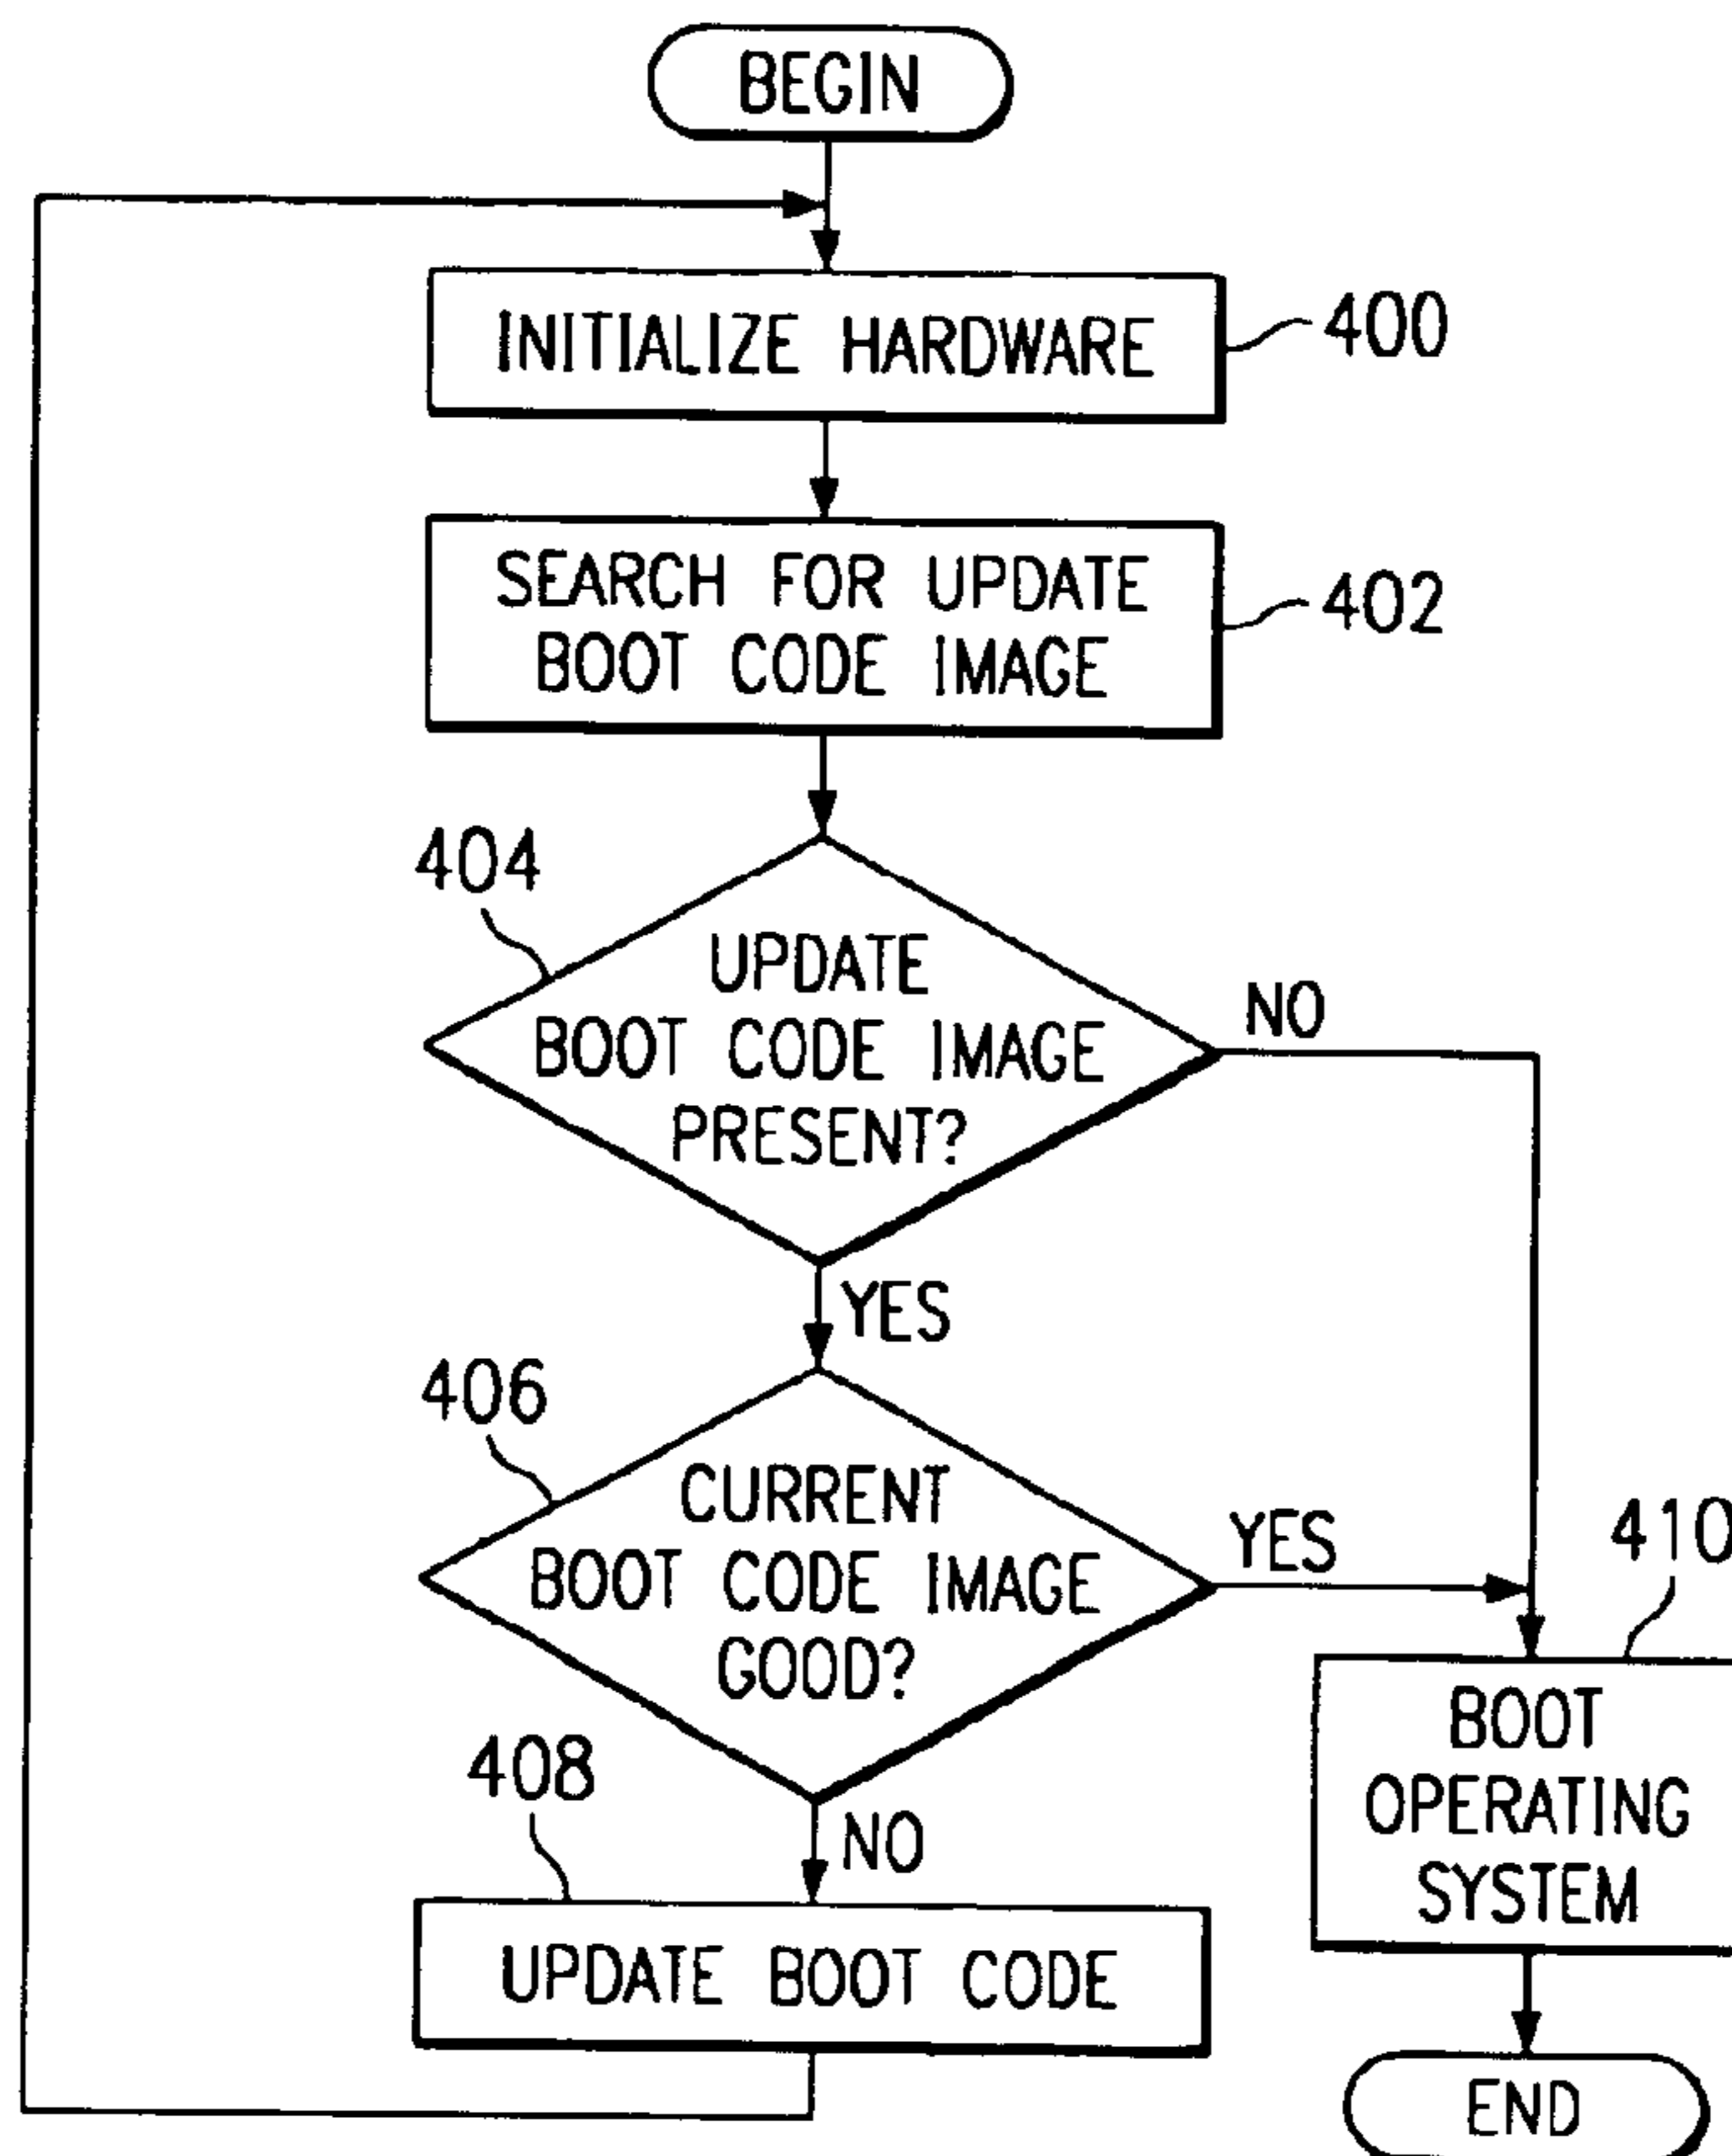 BEGIN
INITIALIZE HARDWARE
400
SEARCH FOR UPDATE
BOOT CODE IMAGE
402
404
UPDATE
BOOT CODE IMAGE
PRESENT?
NO
YES
406
CURRENT
BOOT CODE IMAGE
GOOD?
YES
410
NO
408
UPDATE BOOT CODE
BOOT
OPERATING
SYSTEM
END